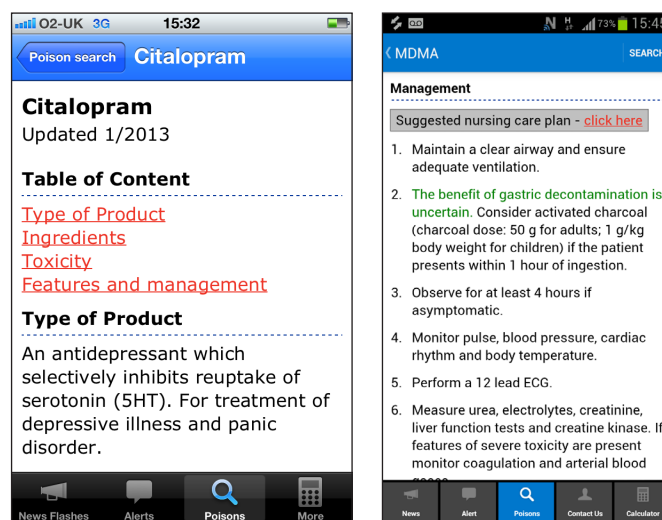 O2-UK 3G 15:32
Poison search Citalopram
Citalopram
Updated 1/2013
Table of Content
Type of Product
Ingredients
Toxicity
Features and management
Type of Product
An antidepressant which
selectively inhibits reuptake of
serotonin (5HT). For treatment of
depressive illness and panic
disorder.
News Flashes Alerts Poisons More
73% 15:45
MDMA SEARCH
Management
Suggested nursing care plan - click here
1. Maintain a clear airway and ensure
adequate ventilation.
2. The benefit of gastric decontamination is
uncertain. Consider activated charcoal
(charcoal dose: 50 g for adults; 1 g/kg
body weight for children) if the patient
presents within 1 hour of ingestion.
3. Observe for at least 4 hours if
asymptomatic.
4. Monitor pulse, blood pressure, cardiac
rhythm and body temperature.
5. Perform a 12 lead ECG.
6. Measure urea, electrolytes, creatinine,
liver function tests and creatine kinase. If
features of severe toxicity are present
monitor coagulation and arterial blood
News Alert Poisons Contact Us Calculator